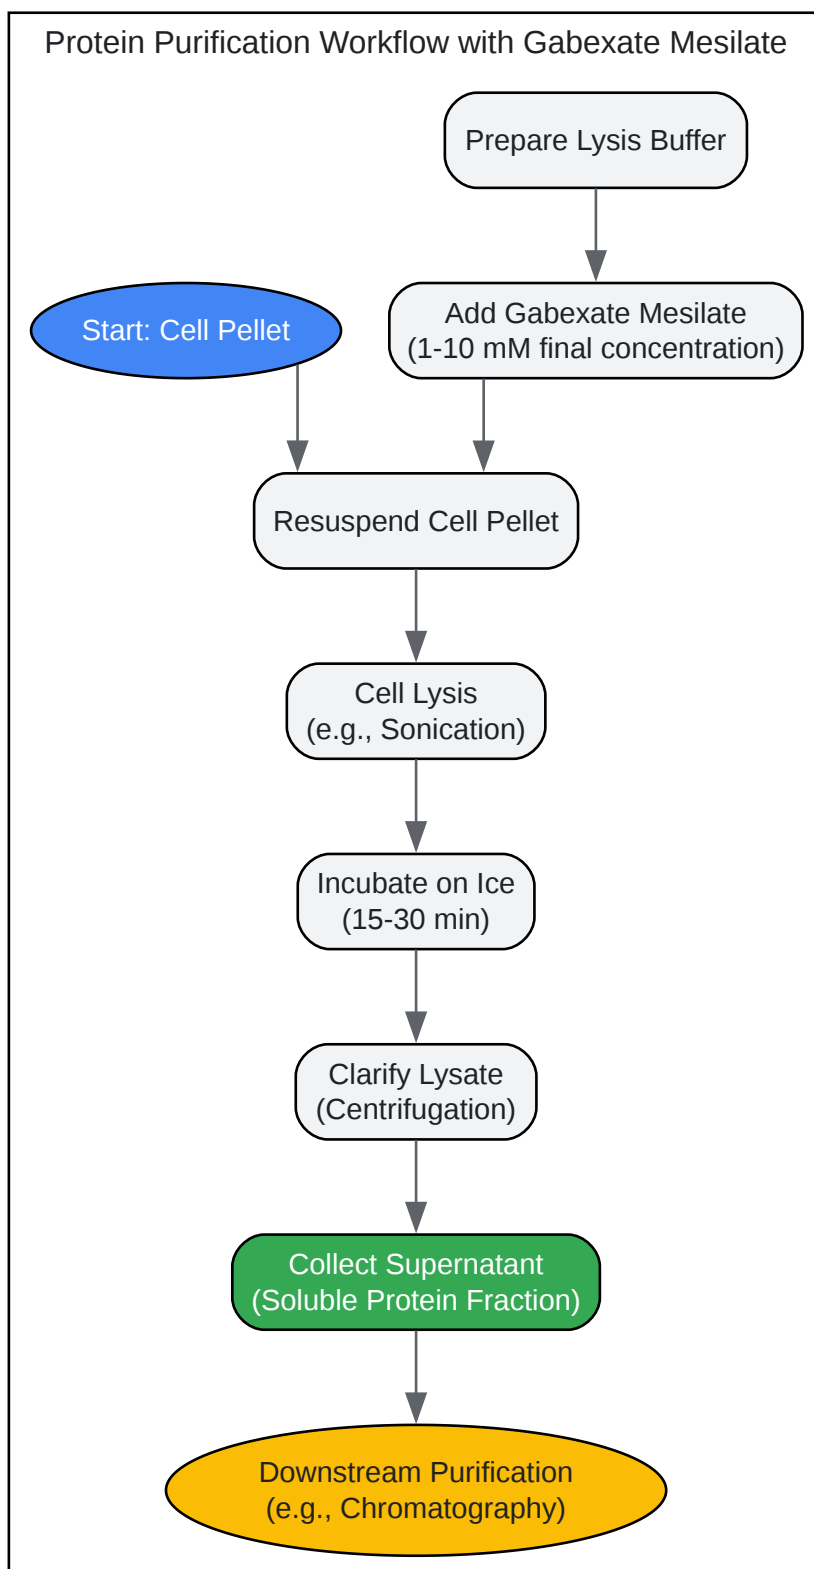 Protein Purification Workflow with Gabexate Mesilate
Prepare Lysis Buffer
Start: Cell Pellet
Add Gabexate Mesilate
(1-10 mM final concentration)
Resuspend Cell Pellet
Cell Lysis
(e.g., Sonication)
Incubate on Ice
(15-30 min)
Clarify Lysate
(Centrifugation)
Collect Supernatant
(Soluble Protein Fraction)
Downstream Purification
(e.g., Chromatography)